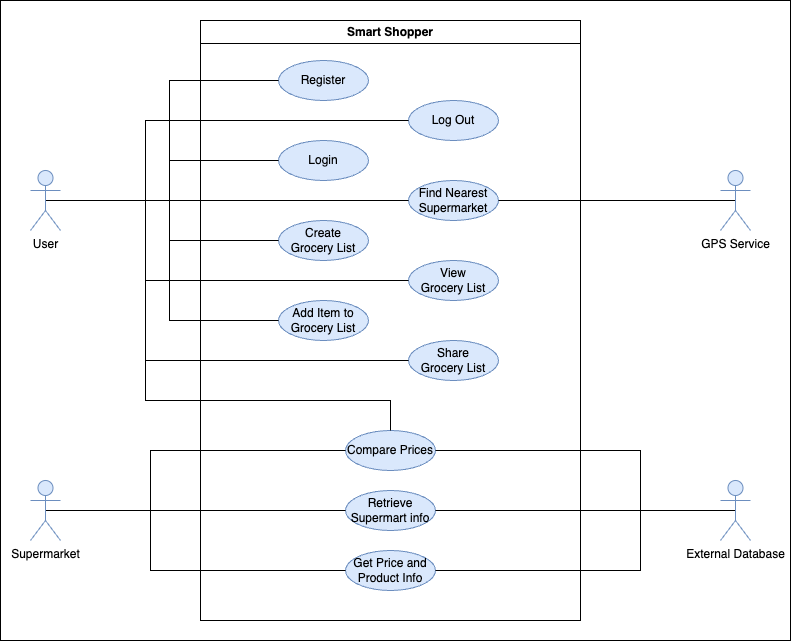 Smart Shopper
Register
Log Out
Login
Find Nearest
Supermarket
User
GPS Service
Create
Grocery List
View
Grocery List
Add Item to
Grocery List
Share
Grocery List
Compare Prices
Retrieve
Supermart info
Supermarket
External Database
Get Price and
Product Info